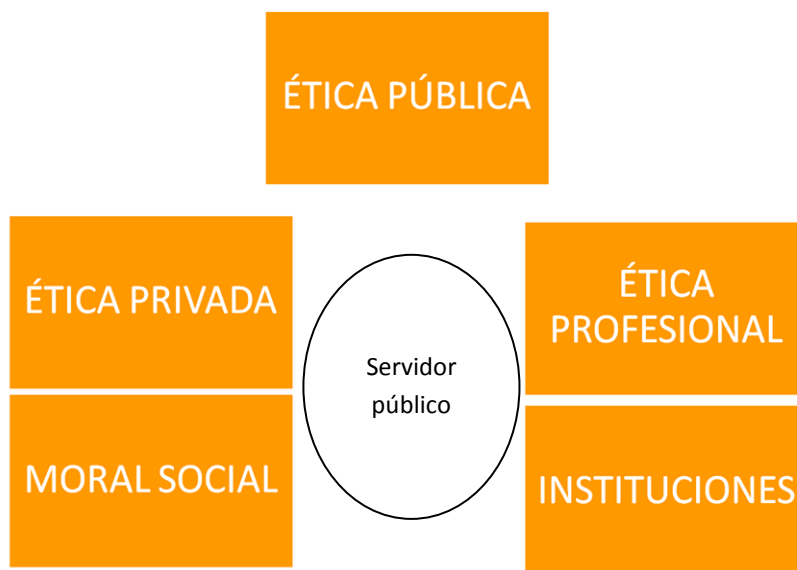 ÉTICA PÚBLICA
ÉTICA PRIVADA
ÉTICA
PROFESIONAL
Servidor
público
MORAL SOCIAL
INSTITUCIONES